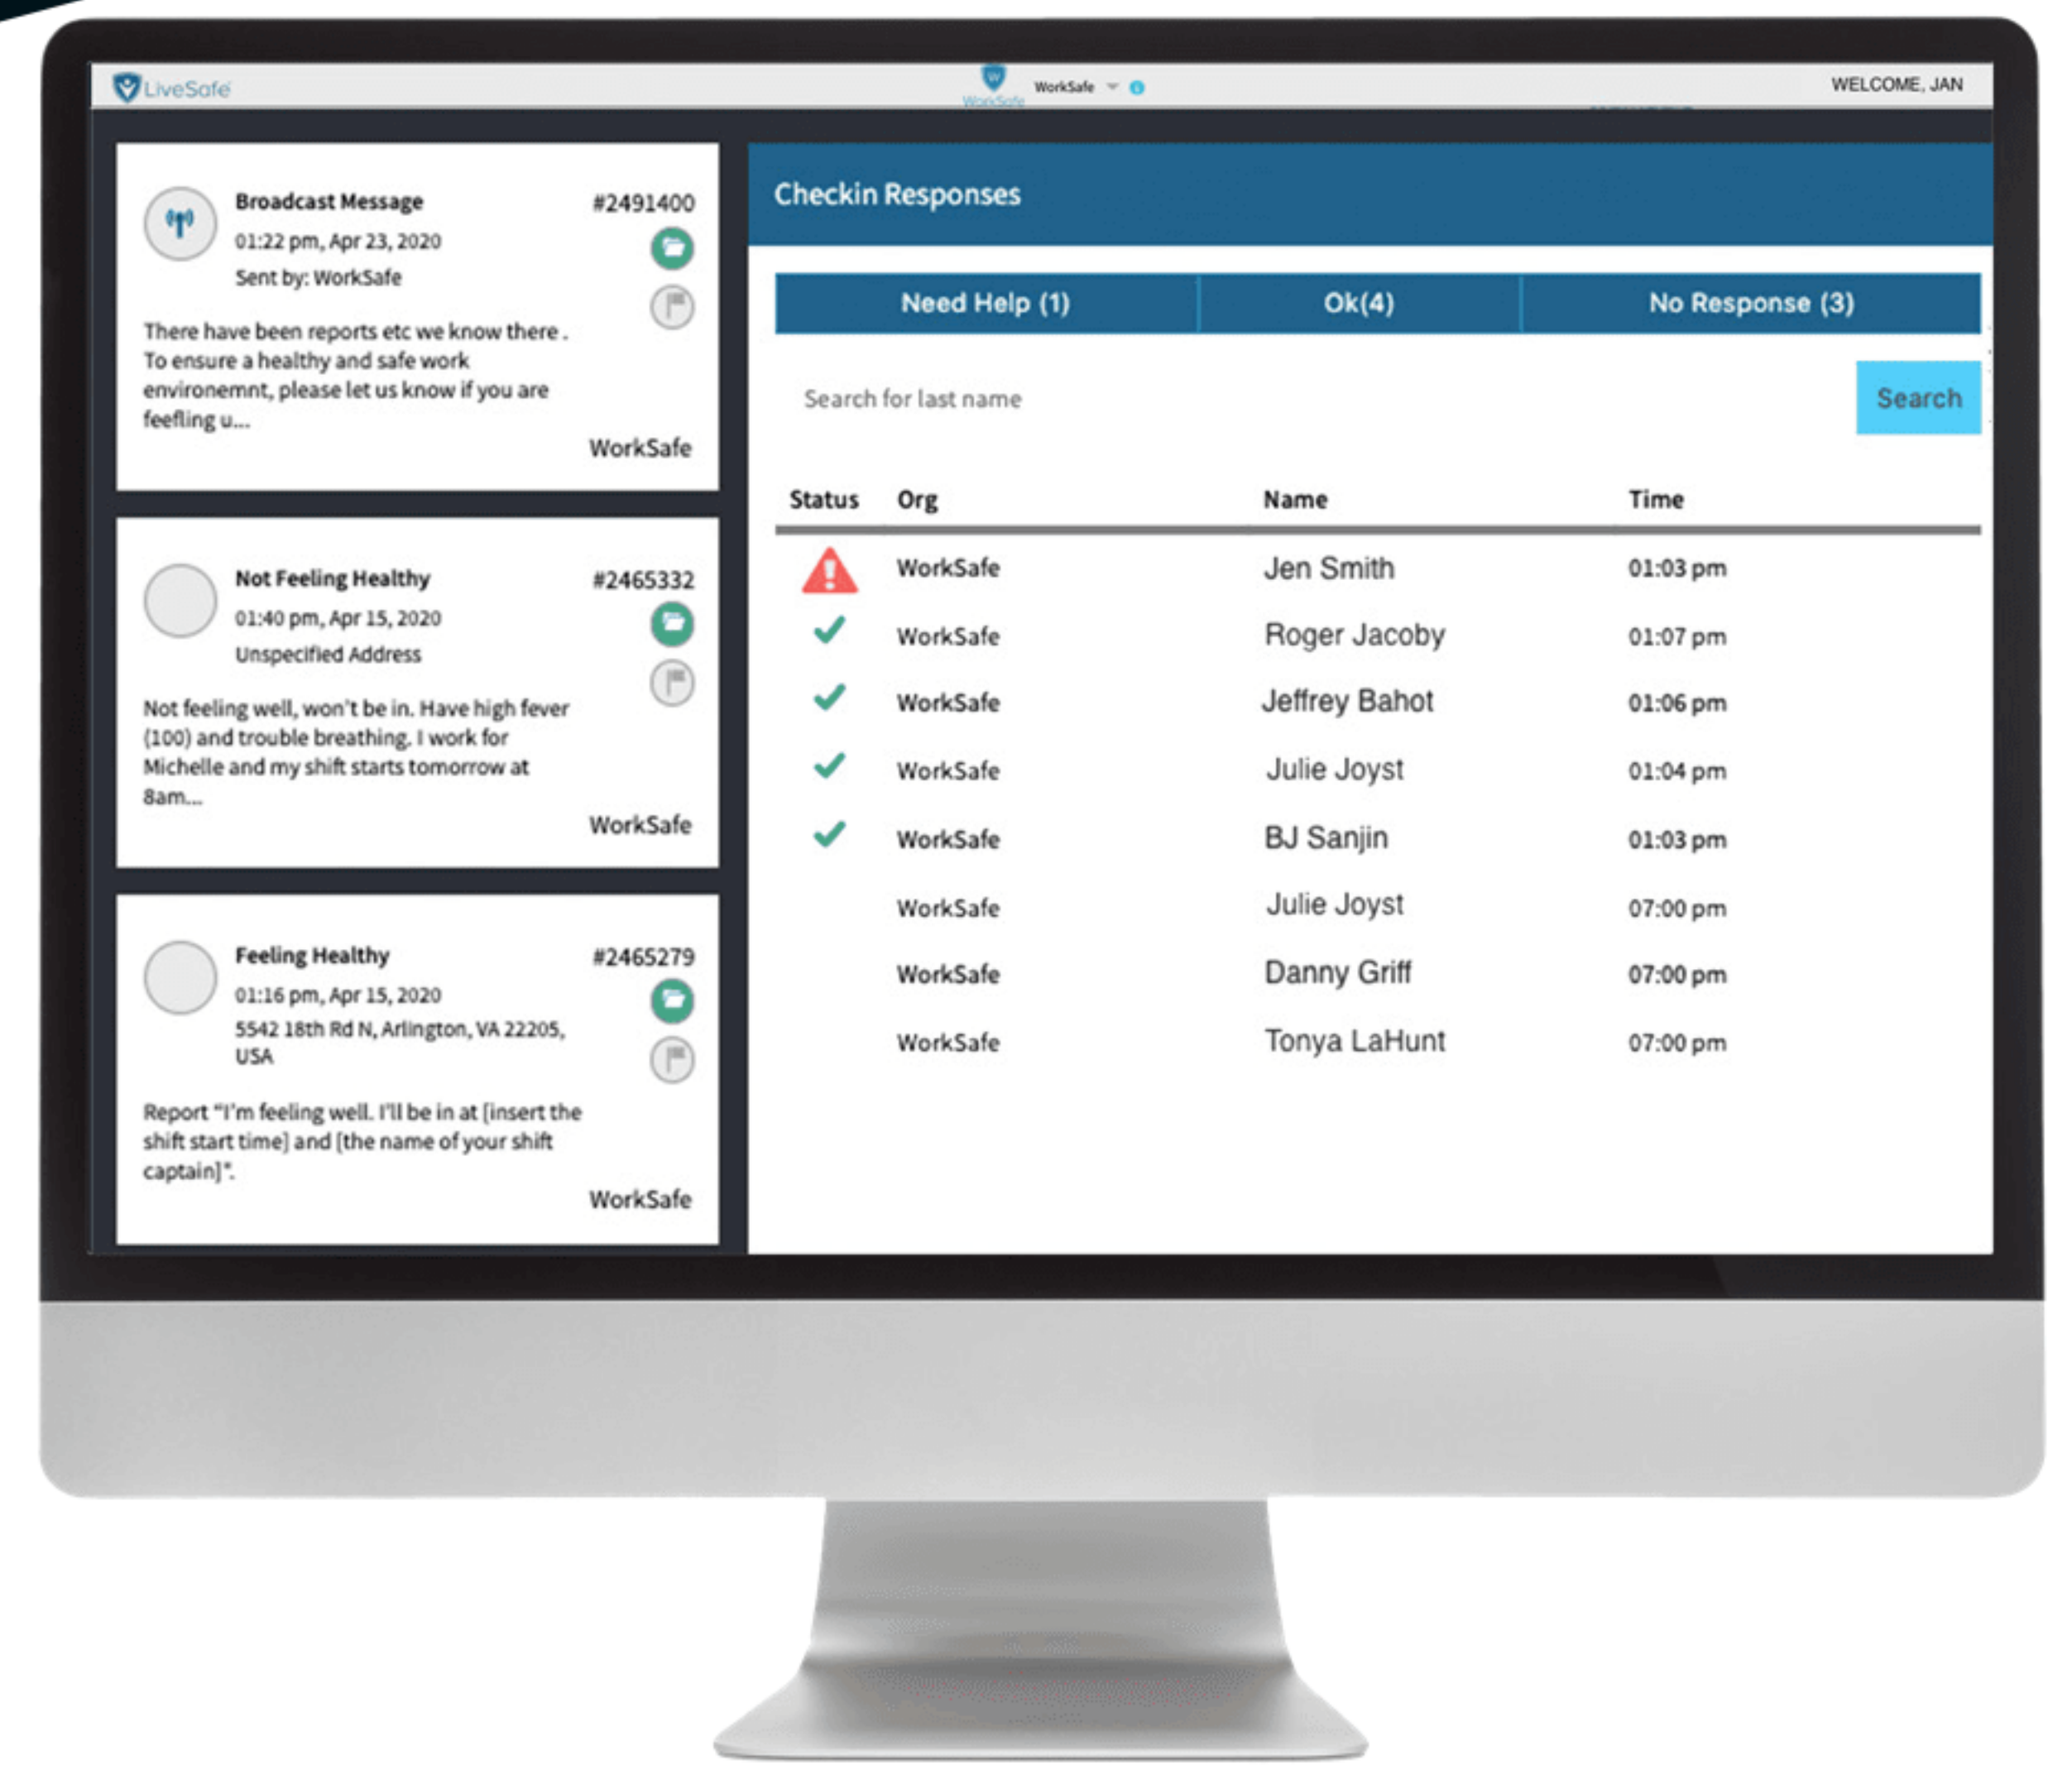 LiveSafe
WorkSafe
WorkSafe
WELCOME, JAN
Broadcast Message
#2491400
01:22 pm, Apr 23, 2020
Sent by: WorkSafe
There have been reports etc we know there .
To ensure a healthy and safe work
environemnt, please let us know if you are
feefling u...
WorkSafe
Not Feeling Healthy
#2465332
01:40 pm, Apr 15, 2020
Unspecified Address
Not feeling well, won't be in. Have high fever
(100) and trouble breathing. I work for
Michelle and my shift starts tomorrow at
8am...
WorkSafe
Feeling Healthy
#2465279
01:16 pm, Apr 15, 2020
5542 18th Rd N, Arlington, VA 22205,
USA
Report “I'm feeling well. I'll be in at [insert the
shift start time] and [the name of your shift
captain]".
WorkSafe
Checkin Responses
Need Help (1) Ok(4) No Response (3)
Search for last name Search
Status Org Name Time
WorkSafe Jen Smith 01:03 pm
WorkSafe Roger Jacoby 01:07 pm
WorkSafe Jeffrey Bahot 01:06 pm
WorkSafe Julie Joyst 01:04 pm
WorkSafe BJ Sanjin 01:03 pm
WorkSafe Julie Joyst 07:00 pm
WorkSafe Danny Griff 07:00 pm
WorkSafe Tonya LaHunt 07:00 pm